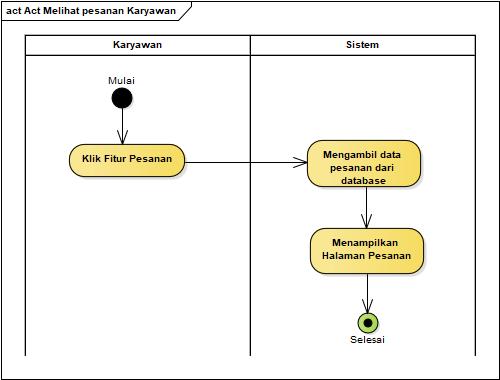 act Act Melihat pesanan Karyawan
Karyawan
Sistem
Mulai
Klik Fitur Pesanan
Mengambil data
pesanan dari
database
Menampilkan
Halaman Pesanan
Selesai